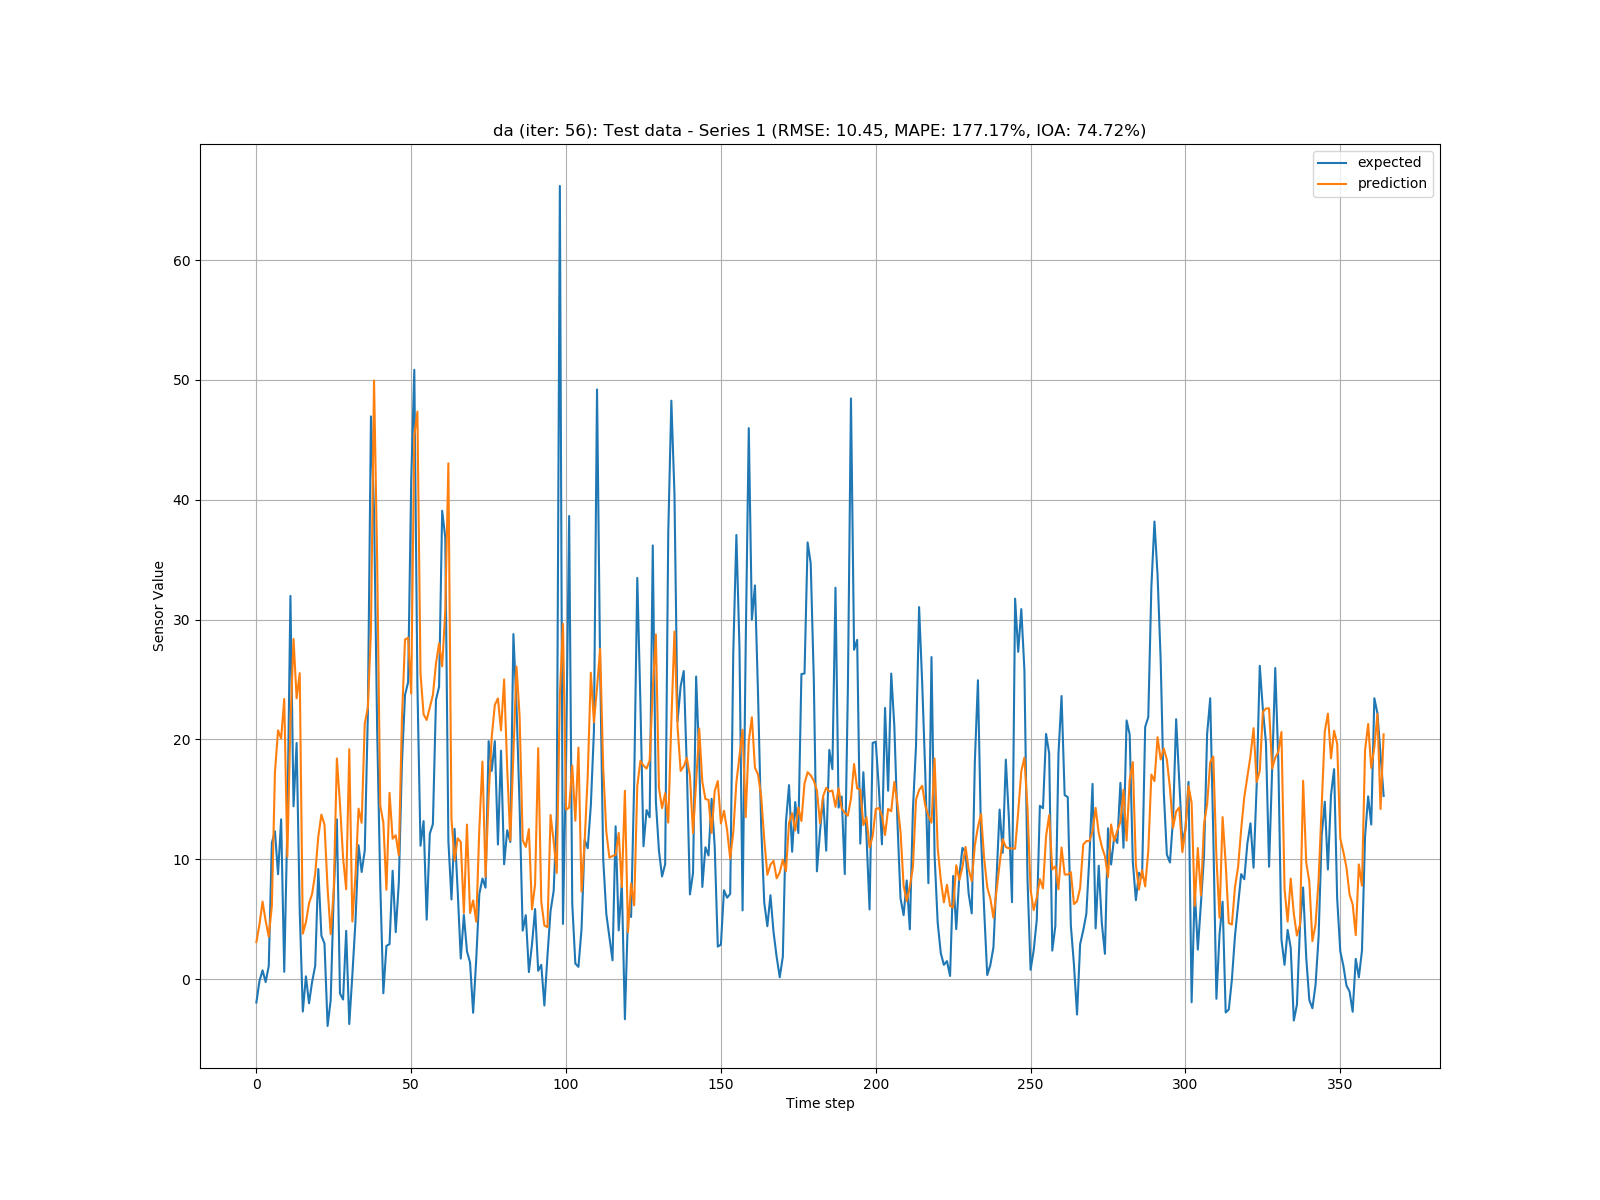 da (iter: 56): Test data - Series 1 (RMSE: 10.45, MAPE: 177.17%, IOA: 74.72%)
expected
prediction
60
50
40
30
20
10
0
Sensor Value
0 50 100 150 200 250 300 350
Time step